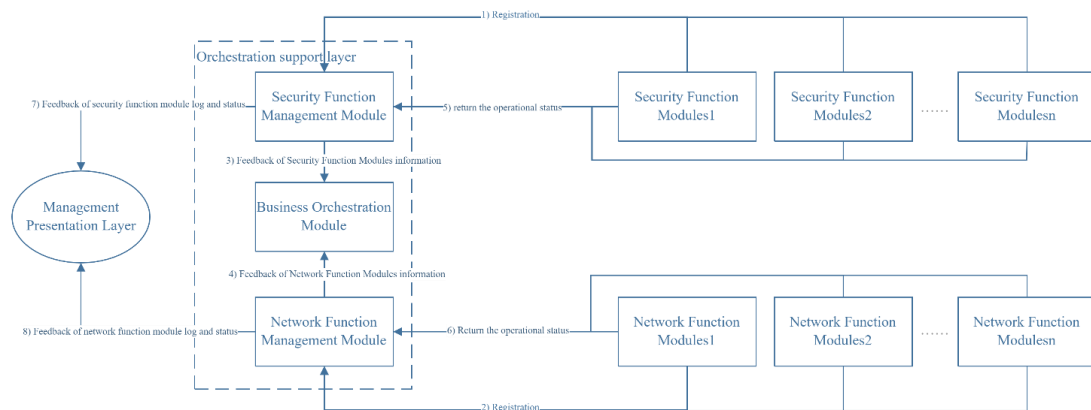 1) Registration
Orchestration support layer
7) Feedback of security function module log and status
Security Function
Management Module
5) return the operational status
Security Function
Modules1
Security Function
Modules2
......
Security Function
Modulesn
3) Feedback of Security Function Modules information
Management
Presentation Layer
Business Orchestration
Module
4) Feedback of Network Function Modules information
8) Feedback of network function module log and status
Network Function
Management Module
6) Return the operational status
Network Function
Modules1
Network Function
Modules2
......
Network Function
Modulesn
2) Registration